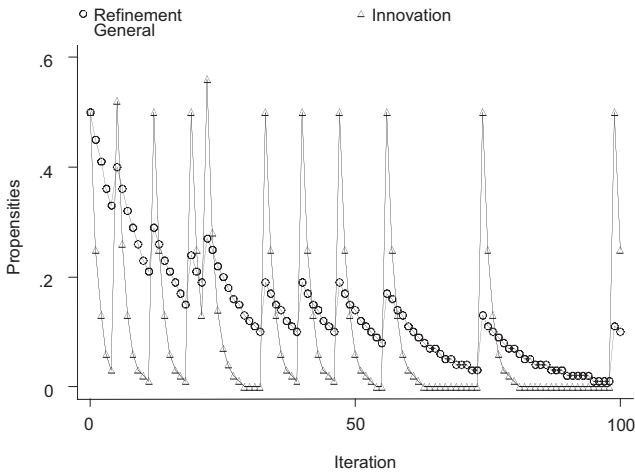 Refinement
General
Innovation
.6
.4
.2
0
Propensities
0
50
100
Iteration